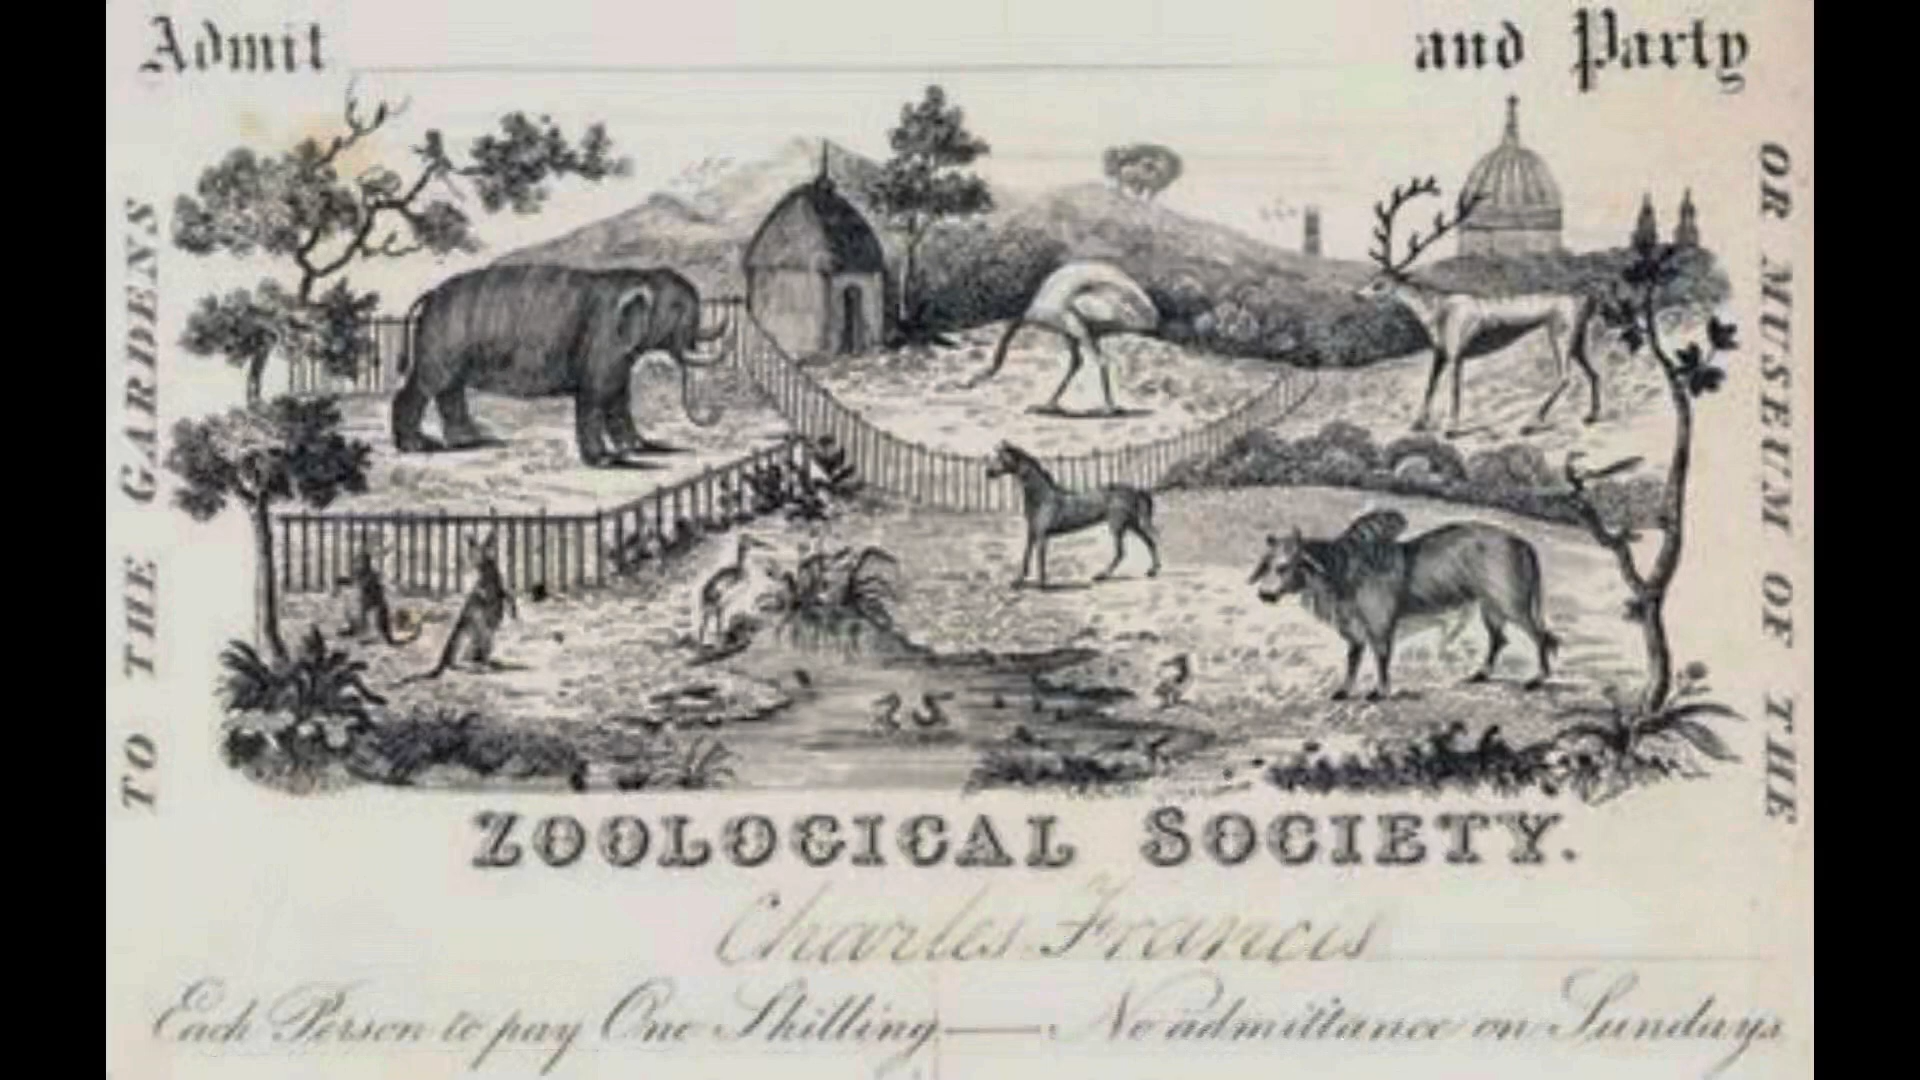 Admit and Party
TO THE GARDENS
OR MUSEUM OF THE
25
ZOOLOGICAL SOCIETY.
Charles Francis
Each Person to pay One Shilling — No admittance on Sundays